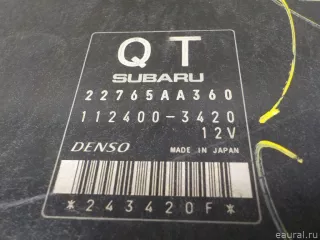 QT
SUBARU
22765AA360
112400-3420
12V
DENSO MADE IN JAPAN
*243420F*
eaural.ru